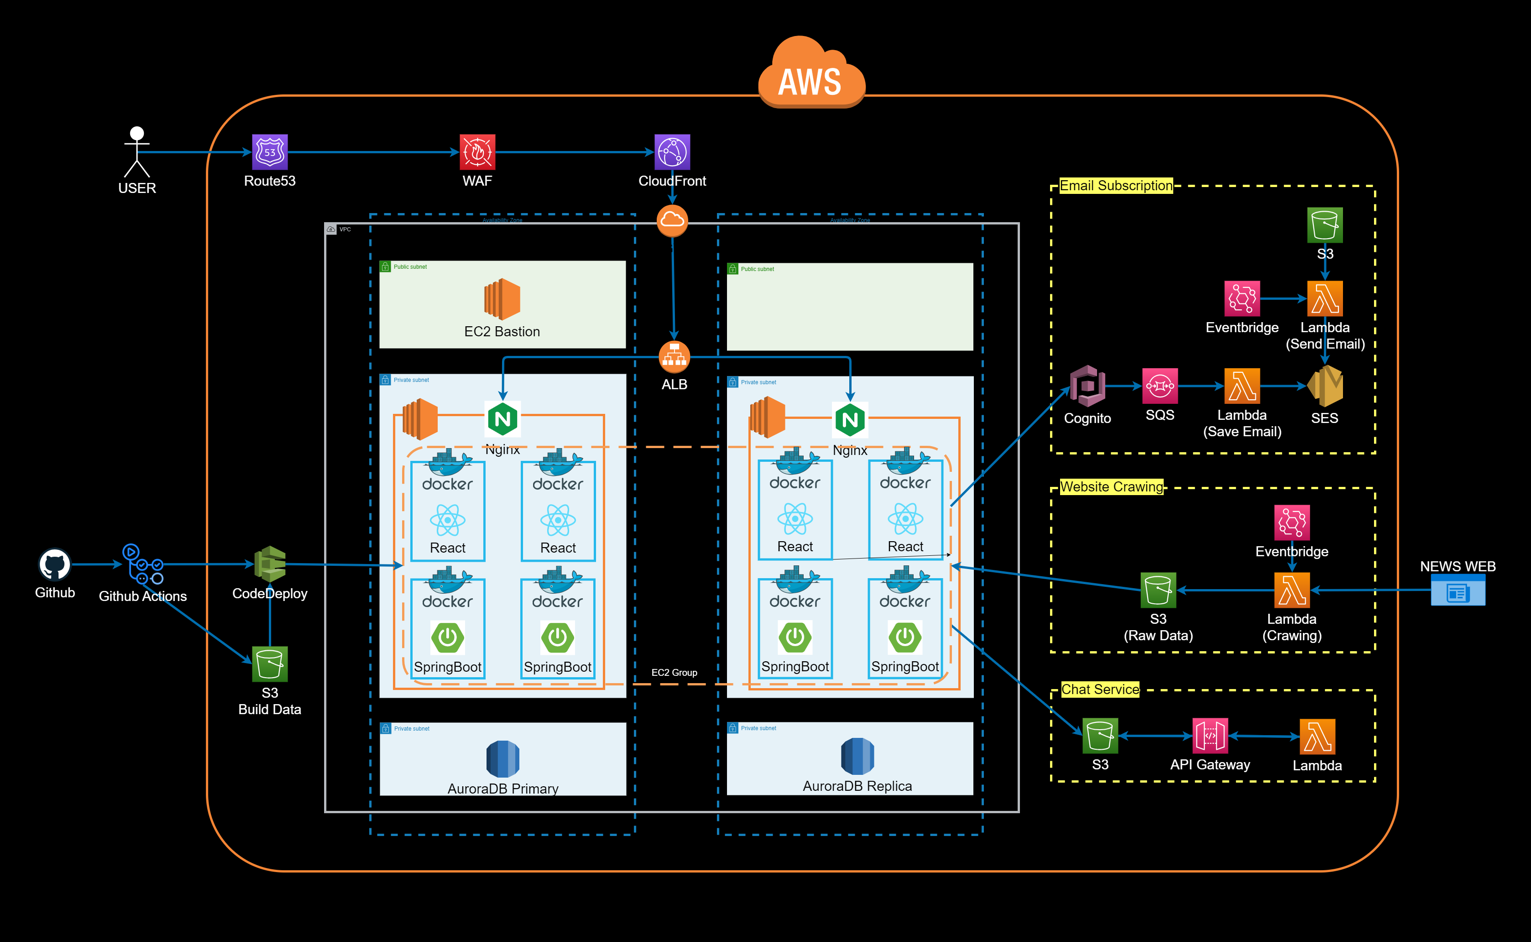 AWS
USER
53
Route53
WAF
CloudFront
VPC
Availability Zone
Availability Zone
Public subnet
EC2 Bastion
Public subnet
ALB
Private subnet
Nginx
docker
React
docker
React
docker
SpringBoot
docker
SpringBoot
Private subnet
Nginx
docker
React
docker
React
docker
SpringBoot
docker
SpringBoot
EC2 Group
Private subnet
AuroraDB Primary
Private subnet
AuroraDB Replica
Github
Github Actions
CodeDeploy
S3
Build Data
Email Subscription
S3
Eventbridge
Lambda
(Send Email)
Cognito
SQS
Lambda
(Save Email)
SES
Website Crawing
Eventbridge
S3
(Raw Data)
Lambda
(Crawing)
NEWS WEB
Chat Service
S3
API Gateway
Lambda